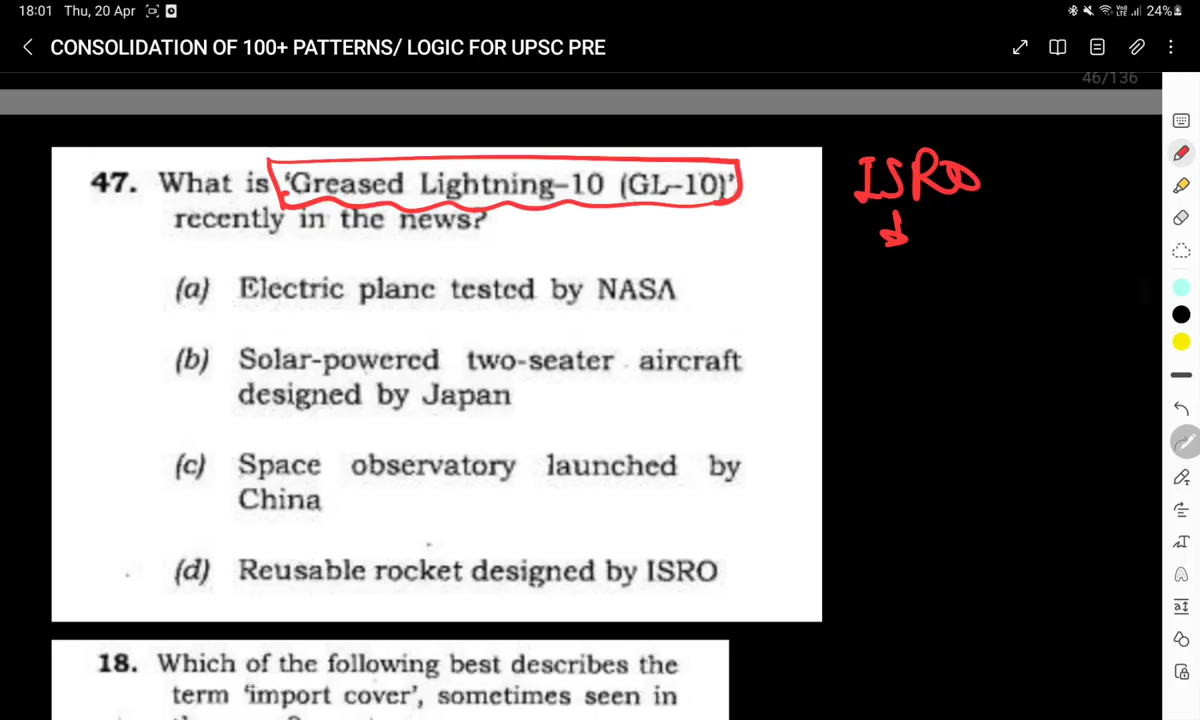 18:01 Thu, 20 Apr
Vo) LTE 24%
CONSOLIDATION OF 100+ PATTERNS/ LOGIC FOR UPSC PRE
46/136
47. What is 'Greased Lightning-10 (GL-10)'
recently in the news?
(a) Electric plane tested by NASA
(b) Solar-powered two-seater aircraft
designed by Japan
(c) Space observatory launched by
China
(d) Reusable rocket designed by ISRO
ISRO
18. Which of the following best describes the
term 'import cover', sometimes seen in